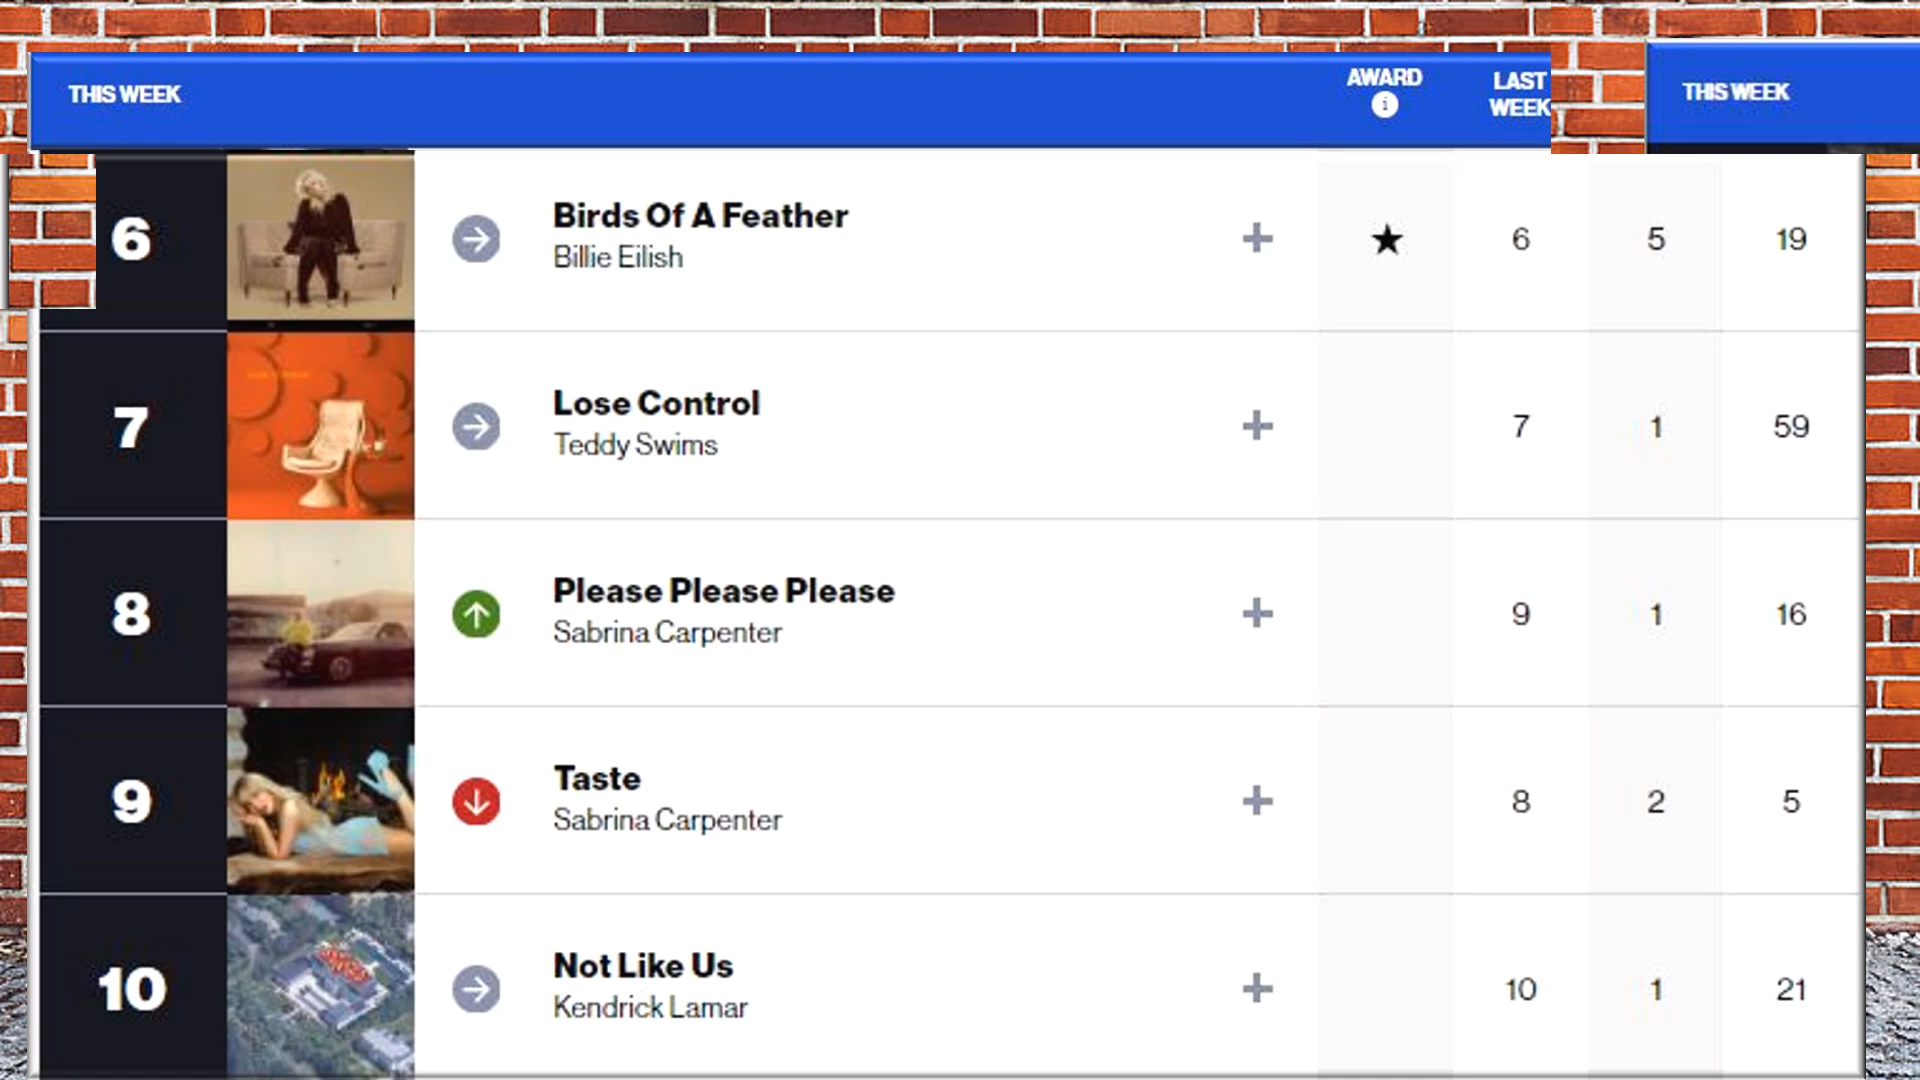 THIS WEEK
AWARD
i
LAST
WEEK
THIS WEEK
6
Birds Of A Feather
Billie Eilish
+
★
6
5
19
7
Lose Control
Teddy Swims
+
7
1
59
8
Please Please Please
Sabrina Carpenter
+
9
1
16
9
Taste
Sabrina Carpenter
+
8
2
5
10
Not Like Us
Kendrick Lamar
+
10
1
21